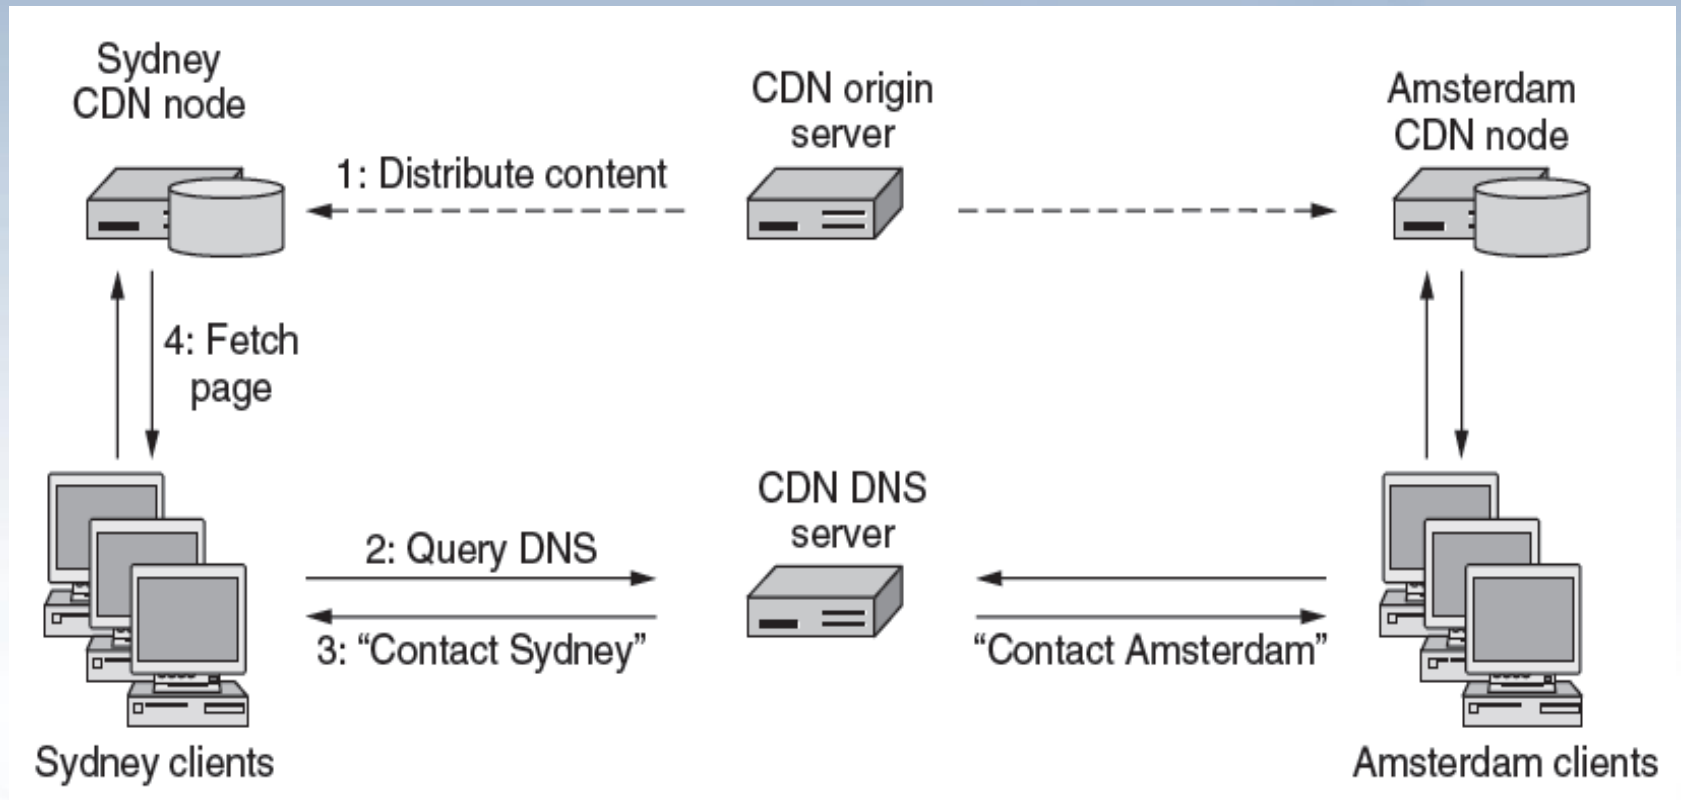 Sydney
CDN node
CDN origin
server
Amsterdam
CDN node
1: Distribute content
4: Fetch
page
CDN DNS
server
2: Query DNS
3: “Contact Sydney”
“Contact Amsterdam”
Sydney clients
Amsterdam clients